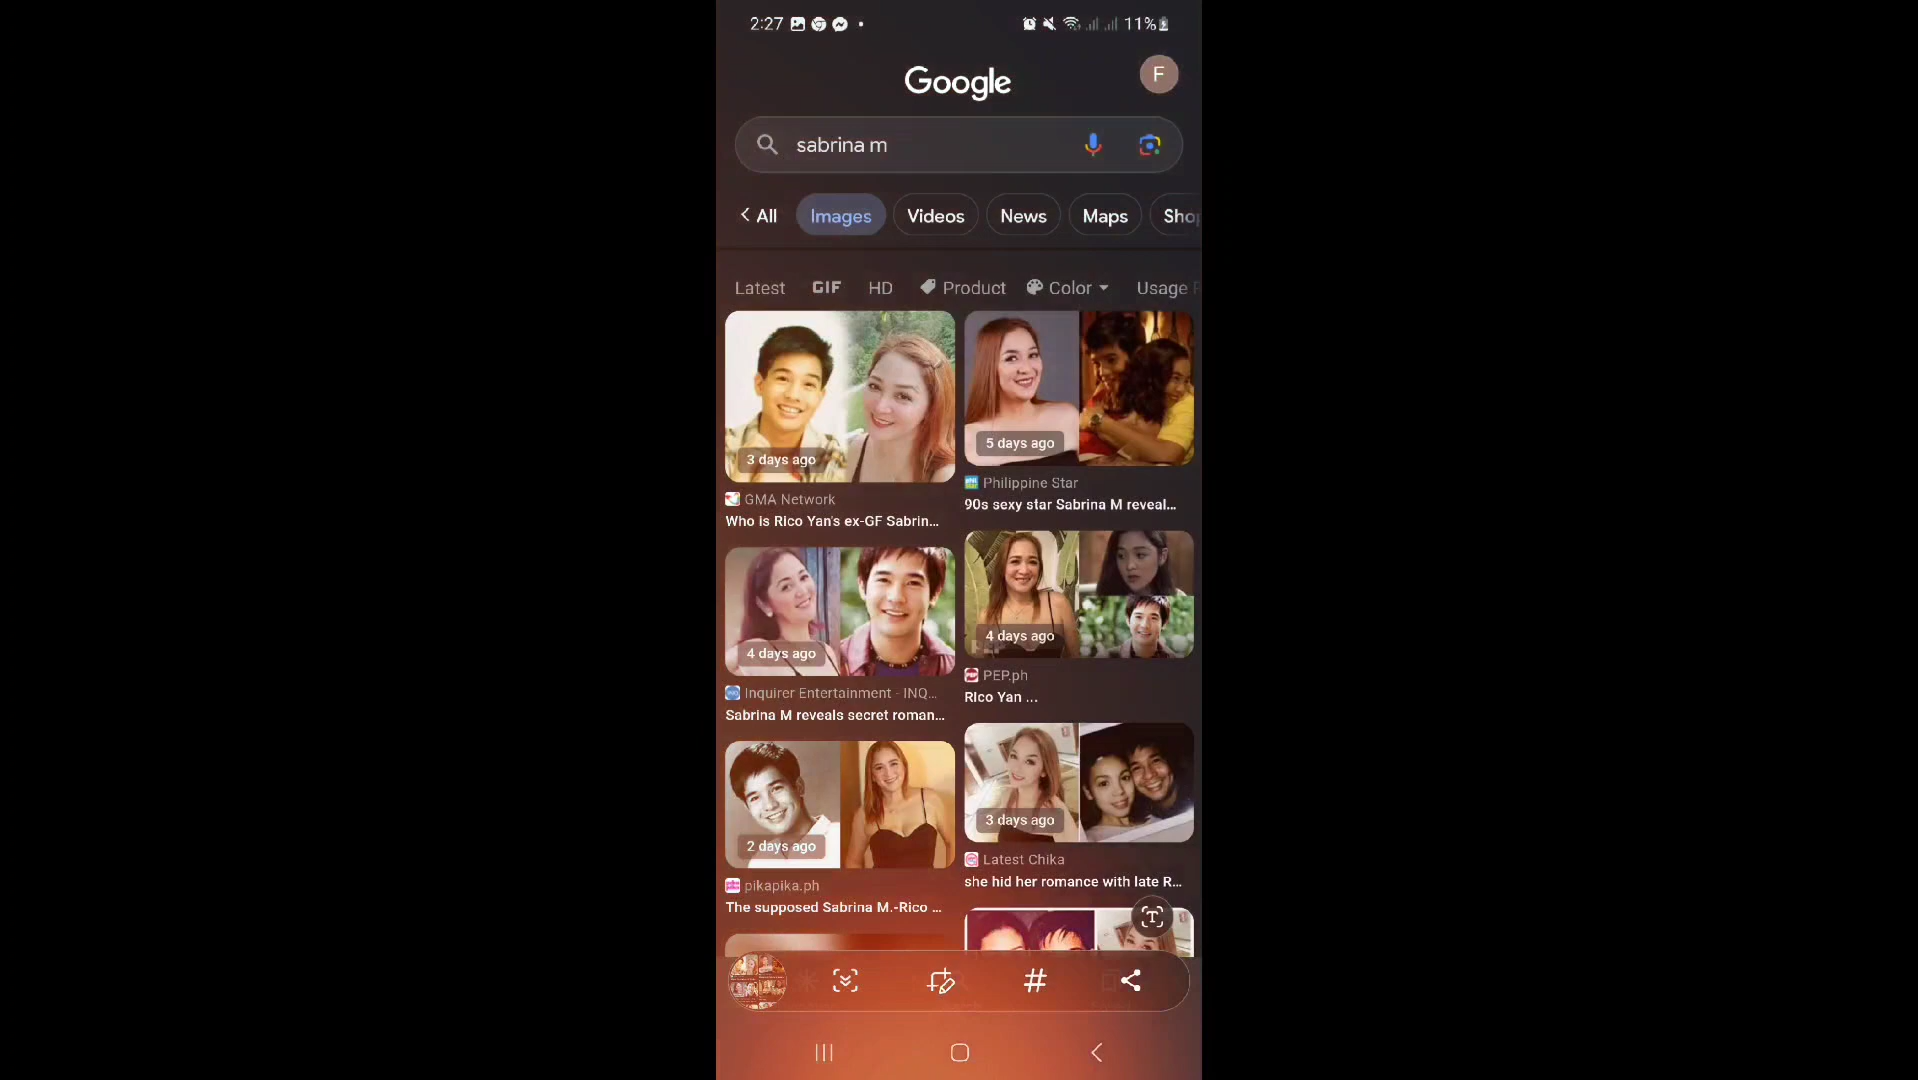 2:27
11%
Google
F
sabrina m
All
Images
Videos
News
Maps
Latest
GIF
HD
Product
Color
Usage
3 days ago
GMA Network
Who is Rico Yan's ex-GF Sabrin...
5 days ago
Philippine Star
90s sexy star Sabrina M reveal...
4 days ago
Inquirer Entertainment - INQ...
Sabrina M reveals secret roman...
4 days ago
PEP.ph
Rico Yan ...
2 days ago
pikapika.ph
The supposed Sabrina M.-Rico ...
3 days ago
Latest Chika
she hid her romance with late R...
T
#